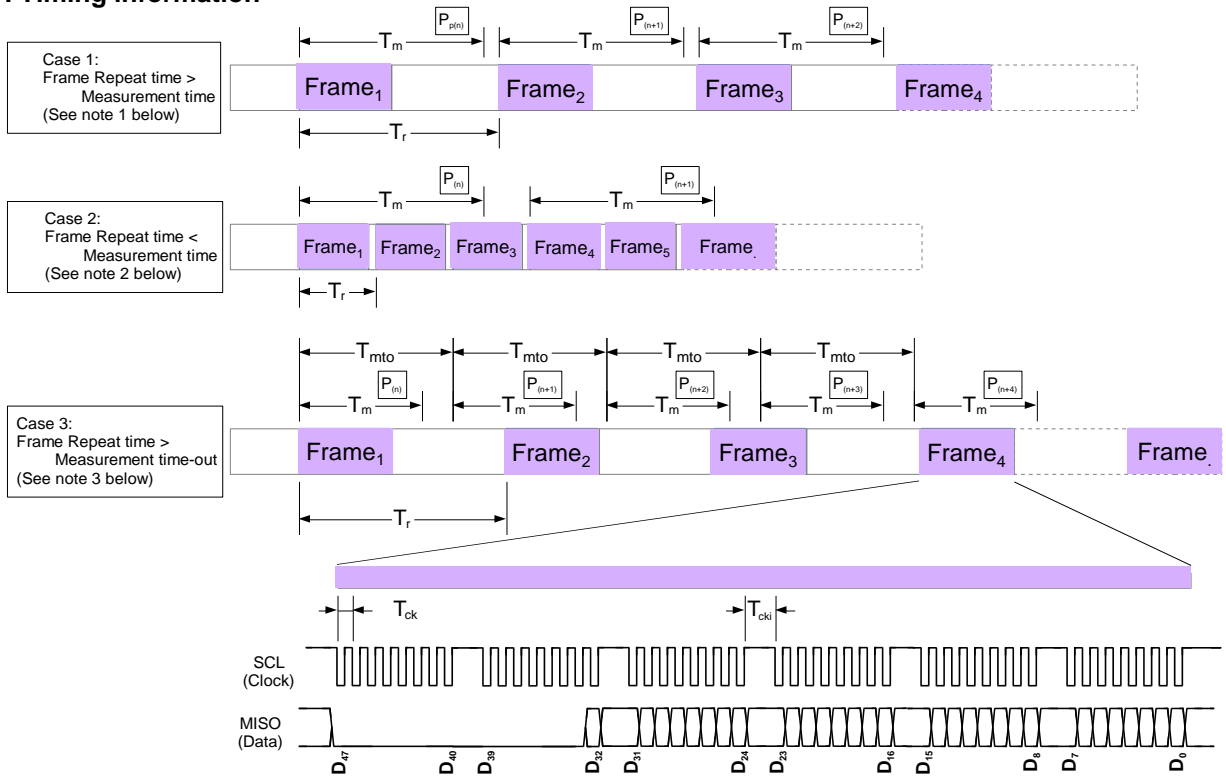 Timing Information
Case 1:
Frame Repeat time >
Measurement time
(See note 1 below)
Tm
Pp(n)
Tm
P(n+1)
Tm
P(n+2)
Frame1
Frame2
Frame3
Frame4
Tr
Case 2:
Frame Repeat time <
Measurement time
(See note 2 below)
Tm
P(n)
Tm
P(n+1)
Frame1
Frame2
Frame3
Frame4
Frame5
Frame.
Tr
Tmto
Tmto
Tmto
Tmto
Tm
P(n)
Tm
P(n+1)
Tm
P(n+2)
Tm
P(n+3)
Tm
P(n+4)
Case 3:
Frame Repeat time >
Measurement time-out
(See note 3 below)
Frame1
Frame2
Frame3
Frame4
Frame.
Tr
Tck
Tcki
SCL
(Clock)
MISO
(Data)
D47
D40
D39
D32
D31
D24
D23
D16
D15
D8
D7
D0